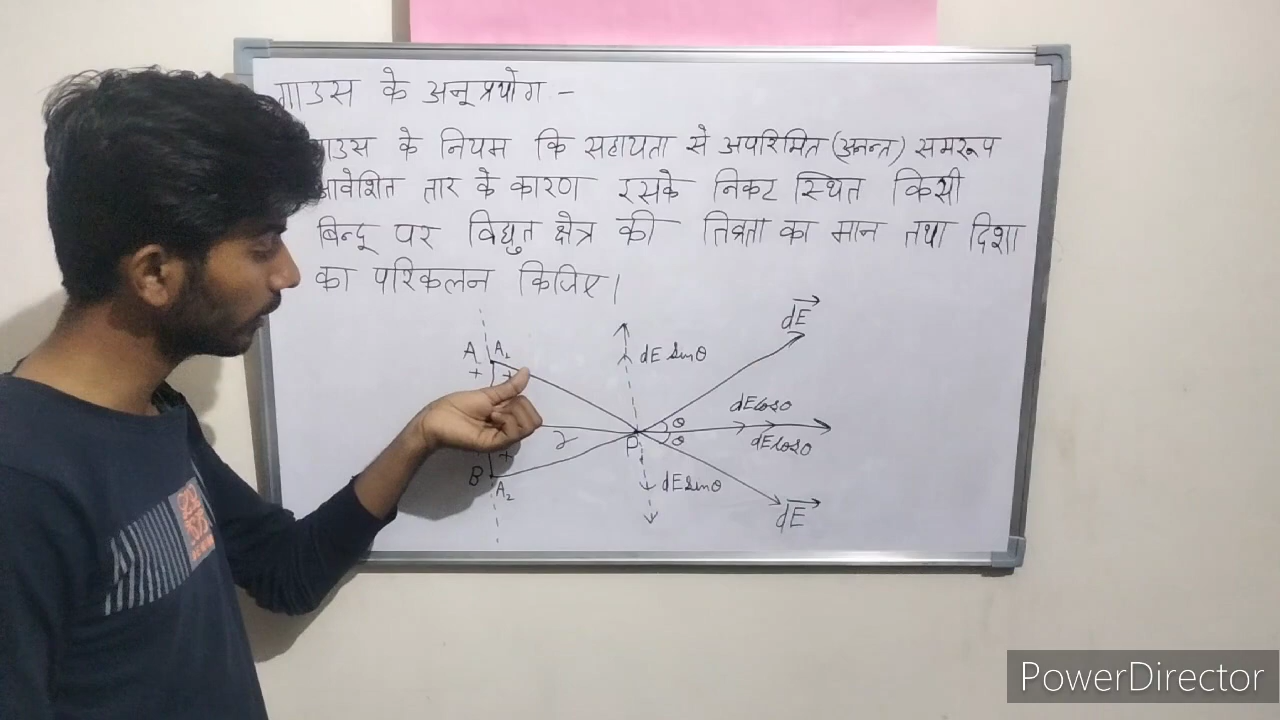 गाउस के अनूप्रयोग -
गाउस के नियम कि सहायता से अपरिमित (अनन्त) समरूप
आवेशित तार के कारण इसके निकट स्थित किसी
बिन्दू पर विद्युत क्षेत्र की तिव्रता का मान तथा दिशा
का परिकलन किजिए।
dE
A A₁
dE sinθ
+ +
dE cosθ
θ
r P θ
dE cosθ
+
B A₂
dE sinθ
dE
PowerDirector